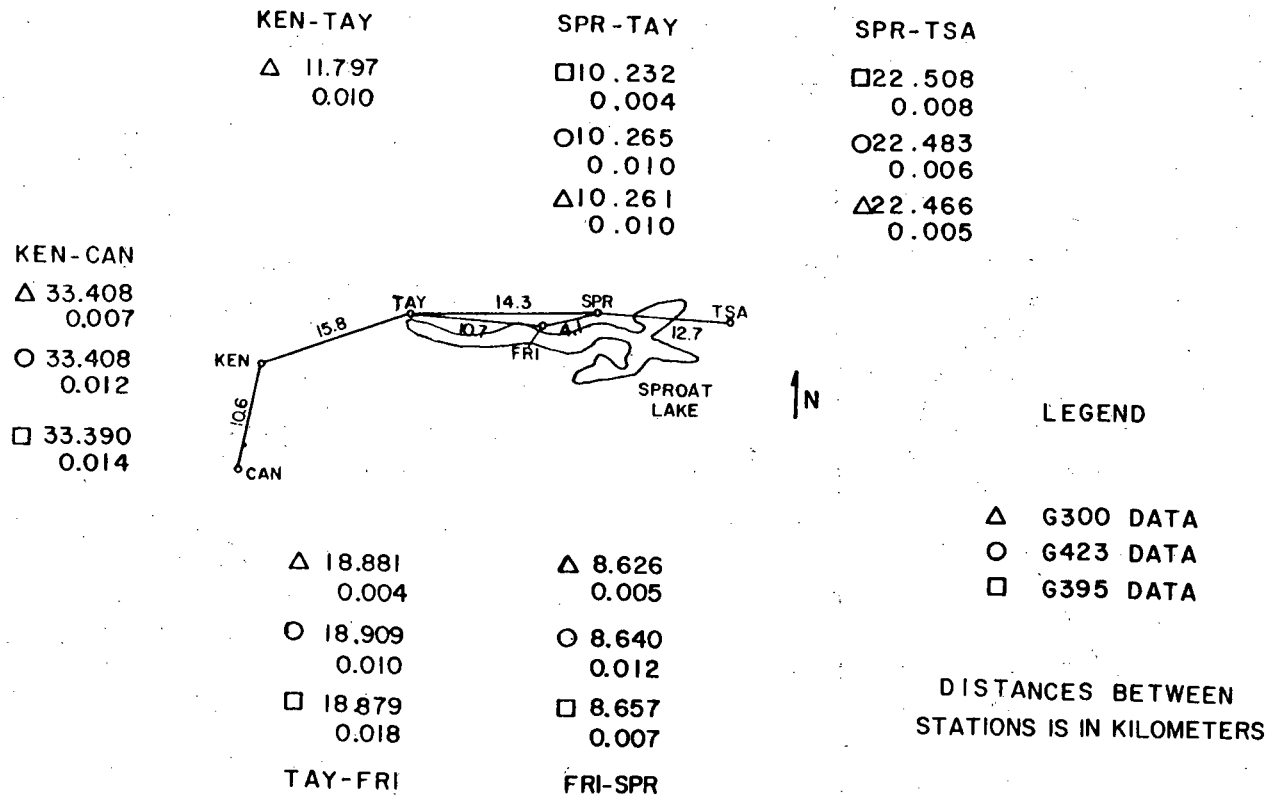 KEN-TAY
△ 11.797
0.010
SPR-TAY
□10.232
0.004
○10.265
0.010
△10.261
0.010
SPR-TSA
□22.508
0.008
○22.483
0.006
△22.466
0.005
KEN-CAN
△ 33.408
0.007
○ 33.408
0.012
□ 33.390
0.014
TAY
14.3
SPR
TSA
15.8
10.7
4.1
12.7
FRI
KEN
10.6
CAN
SPROAT
LAKE
N
LEGEND
△ G300 DATA
○ G423 DATA
□ G395 DATA
△ 18.881
0.004
○ 18.909
0.010
□ 18.879
0.018
TAY-FRI
△ 8.626
0.005
○ 8.640
0.012
□ 8.657
0.007
FRI-SPR
DISTANCES BETWEEN
STATIONS IS IN KILOMETERS